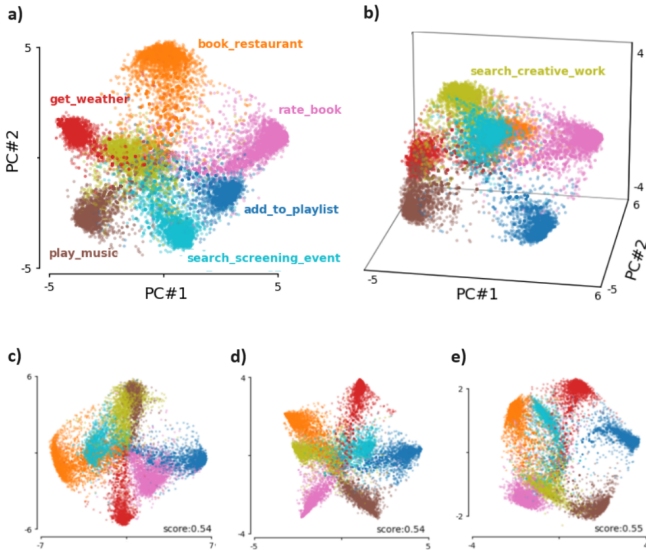 a)
b)
5
book_restaurant
4
search_creative_work
get_weather
rate_book
PC#2
add_to_playlist
-4
6
play_music
search_screening_event
PC#2
-5
-5
5
-5
PC#1
PC#1
6
-5
c)
d)
e)
6
4
2
-6
score:0.54
-4
score:0.54
-2
score:0.55
-7
7
-5
5
-4
4